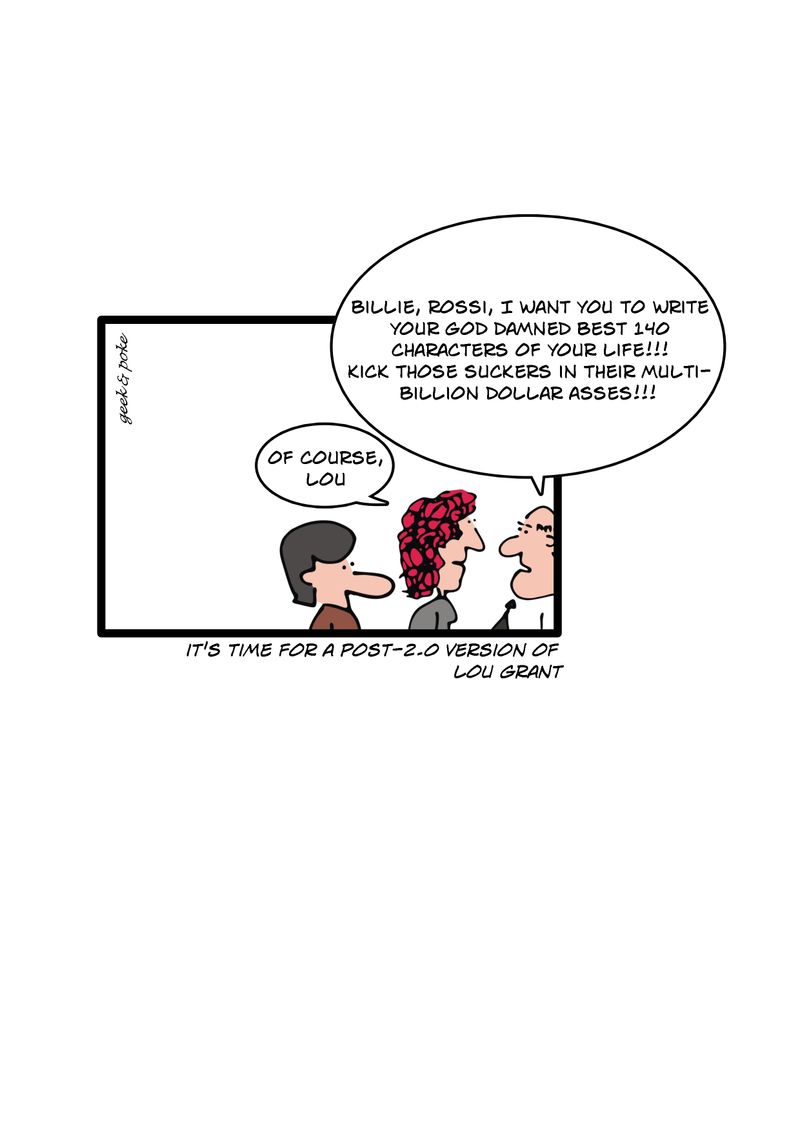 BILLIE, ROSSI, I WANT YOU TO WRITE
YOUR GOD DAMNED BEST 140
CHARACTERS OF YOUR LIFE!!!
KICK THOSE SUCKERS IN THEIR MULTI-
BILLION DOLLAR ASSES!!!
geek & poke
OF COURSE,
LOU
IT'S TIME FOR A POST-2.0 VERSION OF
LOU GRANT